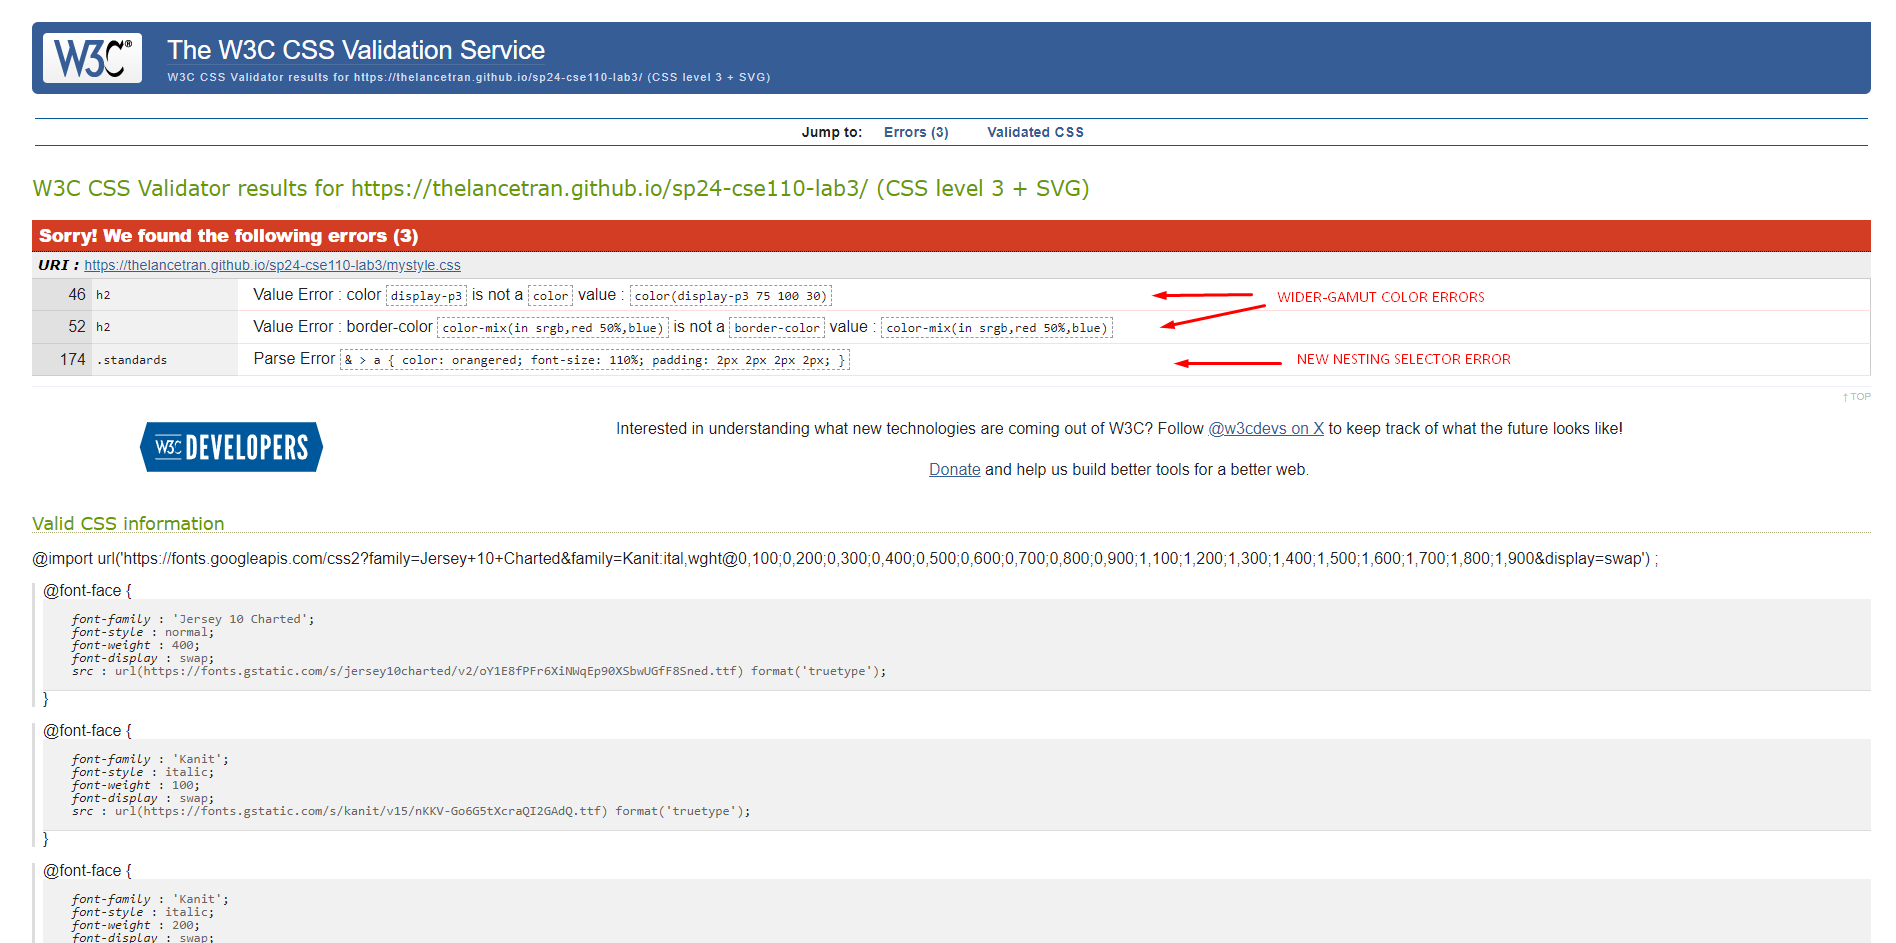 W3C®
The W3C CSS Validation Service
W3C CSS Validator results for https://thelancetran.github.io/sp24-cse110-lab3/ (CSS level 3 + SVG)
Jump to: Errors (3) Validated CSS
W3C CSS Validator results for https://thelancetran.github.io/sp24-cse110-lab3/ (CSS level 3 + SVG)
Sorry! We found the following errors (3)
URI : https://thelancetran.github.io/sp24-cse110-lab3/mystyle.css
46 h2 Value Error : color display-p3 is not a color value : color(display-p3 75 100 30) WIDER-GAMUT COLOR ERRORS
52 h2 Value Error : border-color color-mix(in srgb,red 50%,blue) is not a border-color value : color-mix(in srgb,red 50%,blue)
174 .standards Parse Error & > a { color: orangered; font-size: 110%; padding: 2px 2px 2px 2px; } NEW NESTING SELECTOR ERROR
↑ TOP
W3C DEVELOPERS
Interested in understanding what new technologies are coming out of W3C? Follow @w3cdevs on X to keep track of what the future looks like!
Donate and help us build better tools for a better web.
Valid CSS information
@import url('https://fonts.googleapis.com/css2?family=Jersey+10+Charted&family=Kanit:ital,wght@0,100;0,200;0,300;0,400;0,500;0,600;0,700;0,800;0,900;1,100;1,200;1,300;1,400;1,500;1,600;1,700;1,800;1,900&display=swap') ;
@font-face {
font-family : 'Jersey 10 Charted';
font-style : normal;
font-weight : 400;
font-display : swap;
src : url(https://fonts.gstatic.com/s/jersey10charted/v2/oY1E8fPFr6XiNWqEp90XSbwUGfF8Sned.ttf) format('truetype');
}
@font-face {
font-family : 'Kanit';
font-style : italic;
font-weight : 100;
font-display : swap;
src : url(https://fonts.gstatic.com/s/kanit/v15/nKKV-Go6G5tXcraQI2GAdQ.ttf) format('truetype');
}
@font-face {
font-family : 'Kanit';
font-style : italic;
font-weight : 200;
font-display : swap;